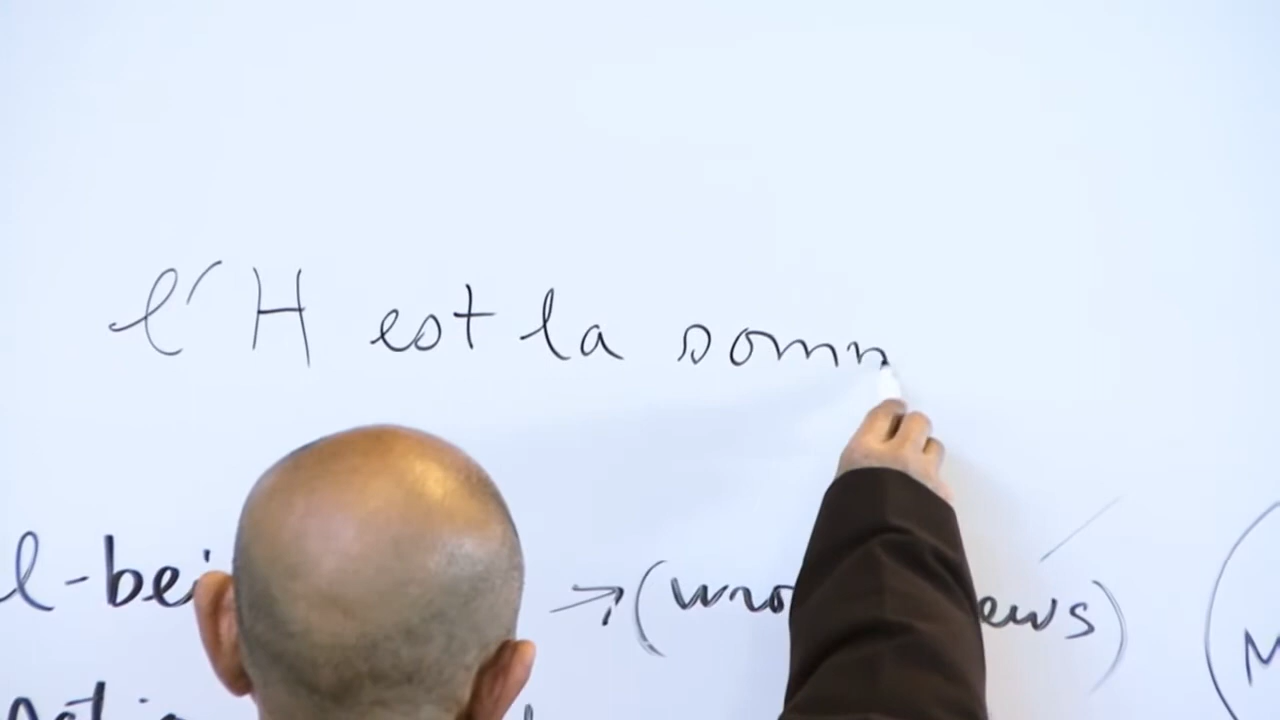 l'H est la somm
l-bei → (wro ews)